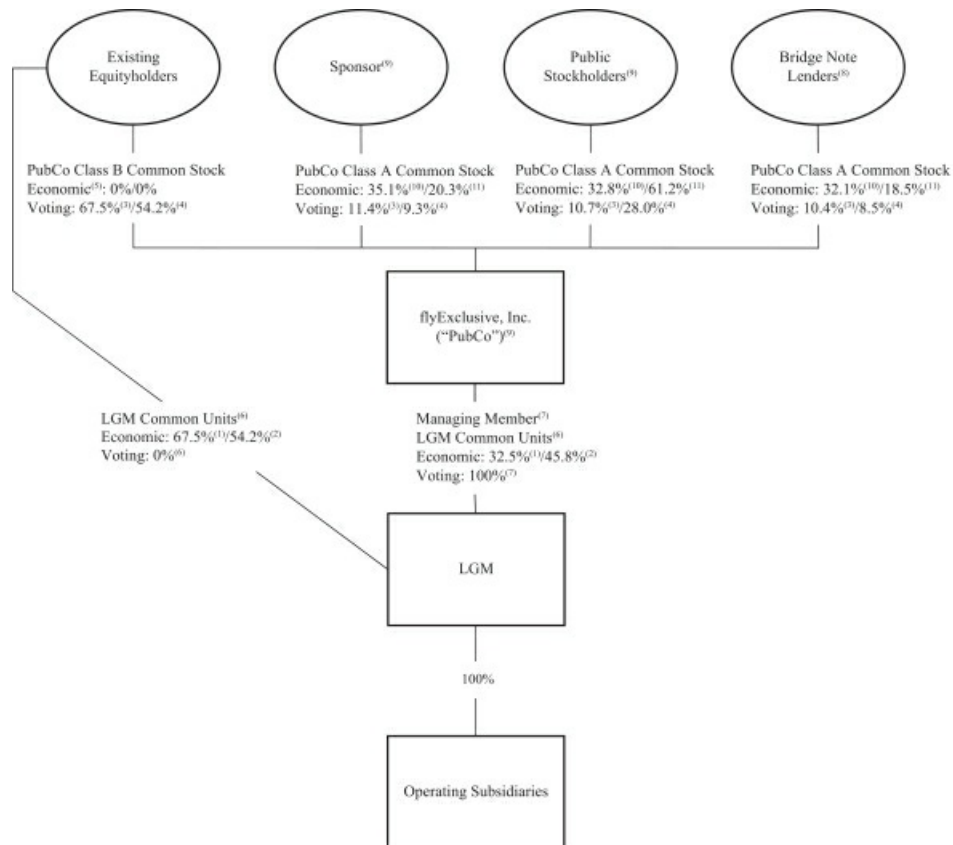 Existing
Equityholders
Sponsor(9)
Public
Stockholders(9)
Bridge Note
Lenders(8)
PubCo Class B Common Stock
Economic(5): 0%/0%
Voting: 67.5%(3)/54.2%(4)
PubCo Class A Common Stock
Economic: 35.1%(10)/20.3%(11)
Voting: 11.4%(3)/9.3%(4)
PubCo Class A Common Stock
Economic: 32.8%(10)/61.2%(11)
Voting: 10.7%(3)/28.0%(4)
PubCo Class A Common Stock
Economic: 32.1%(10)/18.5%(11)
Voting: 10.4%(3)/8.5%(4)
flyExclusive, Inc.
(“PubCo”)(9)
LGM Common Units(6)
Economic: 67.5%(1)/54.2%(2)
Voting: 0%(6)
Managing Member(7)
LGM Common Units(6)
Economic: 32.5%(1)/45.8%(2)
Voting: 100%(7)
LGM
100%
Operating Subsidiaries